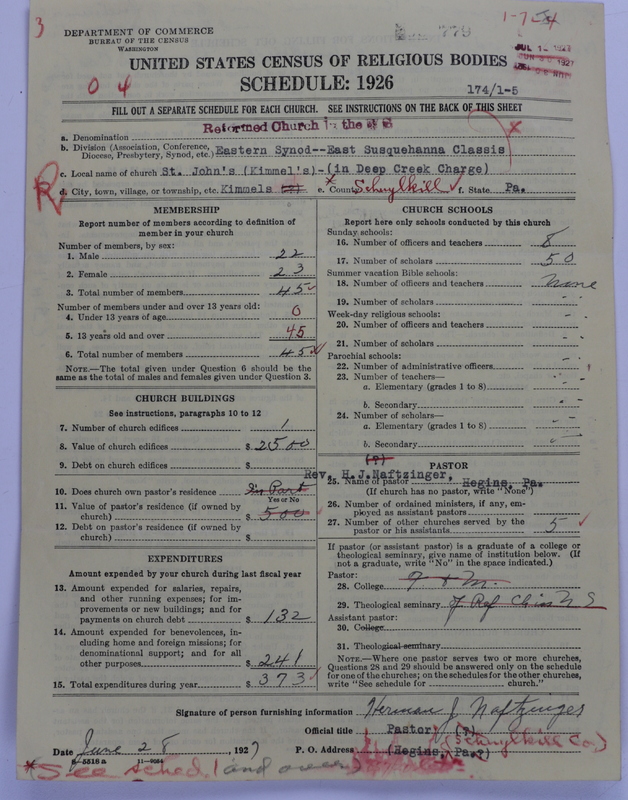 3
DEPARTMENT OF COMMERCE
BUREAU OF THE CENSUS
WASHINGTON
779
1-7
54
UNITED STATES CENSUS OF RELIGIOUS BODIES
SCHEDULE: 1926
0 4
174/1-5
FILL OUT A SEPARATE SCHEDULE FOR EACH CHURCH. SEE INSTRUCTIONS ON THE BACK OF THIS SHEET
a. Denomination Reformed Church in the U S
b. Division (Association, Conference, Diocese, Presbytery, Synod, etc.) Eastern Synod--East Susquehanna Classis
c. Local name of church St. John's (Kimmel's)-(in Deep Creek Charge)
d. City, town, village, or township, etc. Kimmels (?) e. County Schuylkill f. State Pa.
MEMBERSHIP
Report number of members according to definition of member in your church
Number of members, by sex:
1. Male 22
2. Female 23
3. Total number of members 45
Number of members under and over 13 years old:
4. Under 13 years of age 0
5. 13 years old and over 45
6. Total number of members 45
NOTE.—The total given under Question 6 should be the same as the total of males and females given under Question 3.
CHURCH BUILDINGS
See instructions, paragraphs 10 to 12
7. Number of church edifices 1
8. Value of church edifices $ 2500
9. Debt on church edifices $
10. Does church own pastor's residence In Part
Yes or No
11. Value of pastor's residence (if owned by church) $ 500
12. Debt on pastor's residence (if owned by church) $
EXPENDITURES
Amount expended by your church during last fiscal year
13. Amount expended for salaries, repairs, and other running expenses; for improvements or new buildings; and for payments on church debt $ 132
14. Amount expended for benevolences, including home and foreign missions; for denominational support; and for all other purposes $ 241
15. Total expenditures during year $ 373
CHURCH SCHOOLS
Report here only schools conducted by this church
Sunday schools:
16. Number of officers and teachers 8
17. Number of scholars 50
Summer vacation Bible schools:
18. Number of officers and teachers none
19. Number of scholars
Week-day religious schools:
20. Number of officers and teachers
21. Number of scholars
Parochial schools:
22. Number of administrative officers
23. Number of teachers—
a. Elementary (grades 1 to 8)
b. Secondary
24. Number of scholars—
a. Elementary (grades 1 to 8)
b. Secondary
(?)
PASTOR
25. Name of pastor Rev. H.J.Naftzinger, Hegins, Pa.
(If church has no pastor, write "None")
26. Number of ordained ministers, if any, employed as assistant pastors
27. Number of other churches served by the pastor or his assistants 5
If pastor (or assistant pastor) is a graduate of a college or theological seminary, give name of institution below. (If not a graduate, write "No" in the space indicated.)
Pastor:
28. College F & M.
29. Theological seminary of Ref
Assistant pastor:
30. College
31. Theological seminary
NOTE.—Where one pastor serves two or more churches, Questions 28 and 29 should be answered only on the schedule for one of the churches; on the schedules for the other churches, write "See schedule for church."
Signature of person furnishing information Herman J Naftzinger
Official title Pastor (?)
Date June 28, 1927 P. O. Address (Hegins, Pa.?) (Schuylkill Co.)
8-5518 a 11-9054
*See sched. 1 and